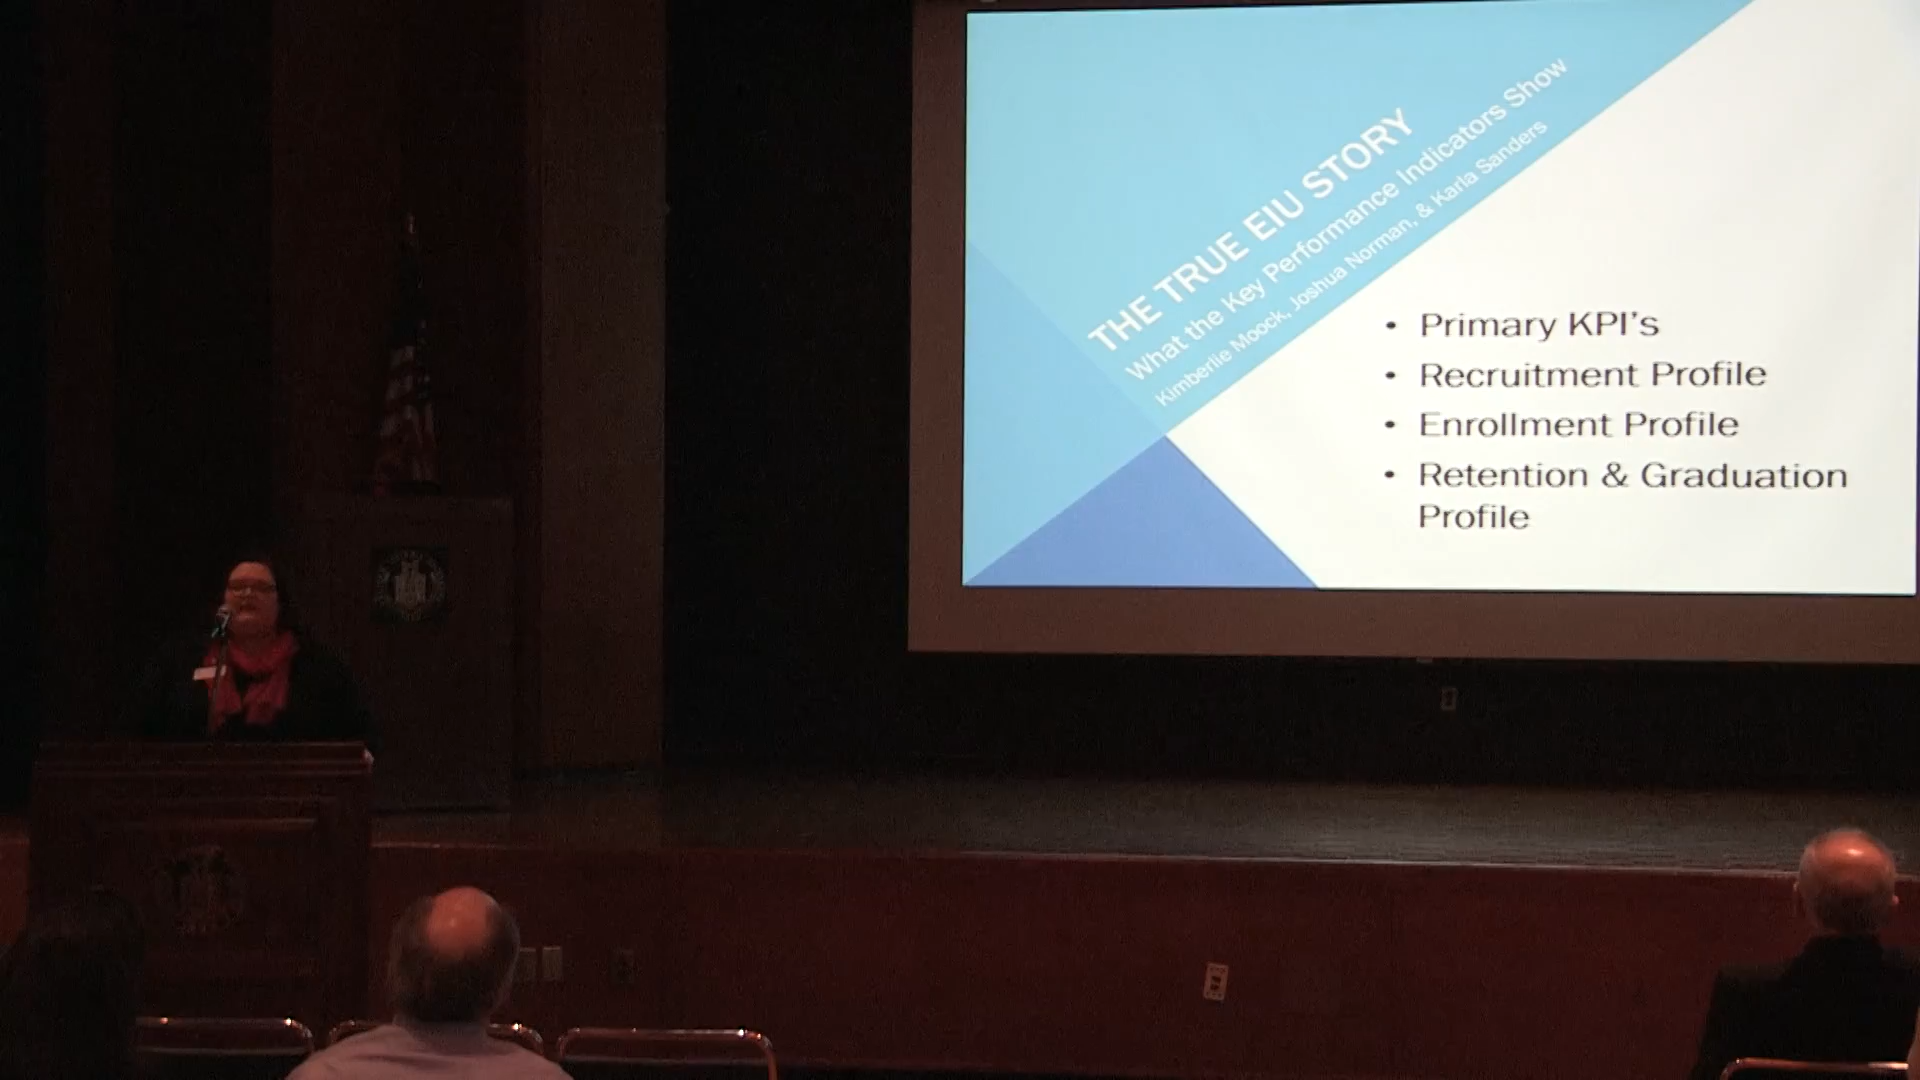 THE TRUE EIU STORY
What the Key Performance Indicators Show
Kimberlie Moock, Joshua Norman, & Karla Sanders
• Primary KPI's
• Recruitment Profile
• Enrollment Profile
• Retention & Graduation
Profile